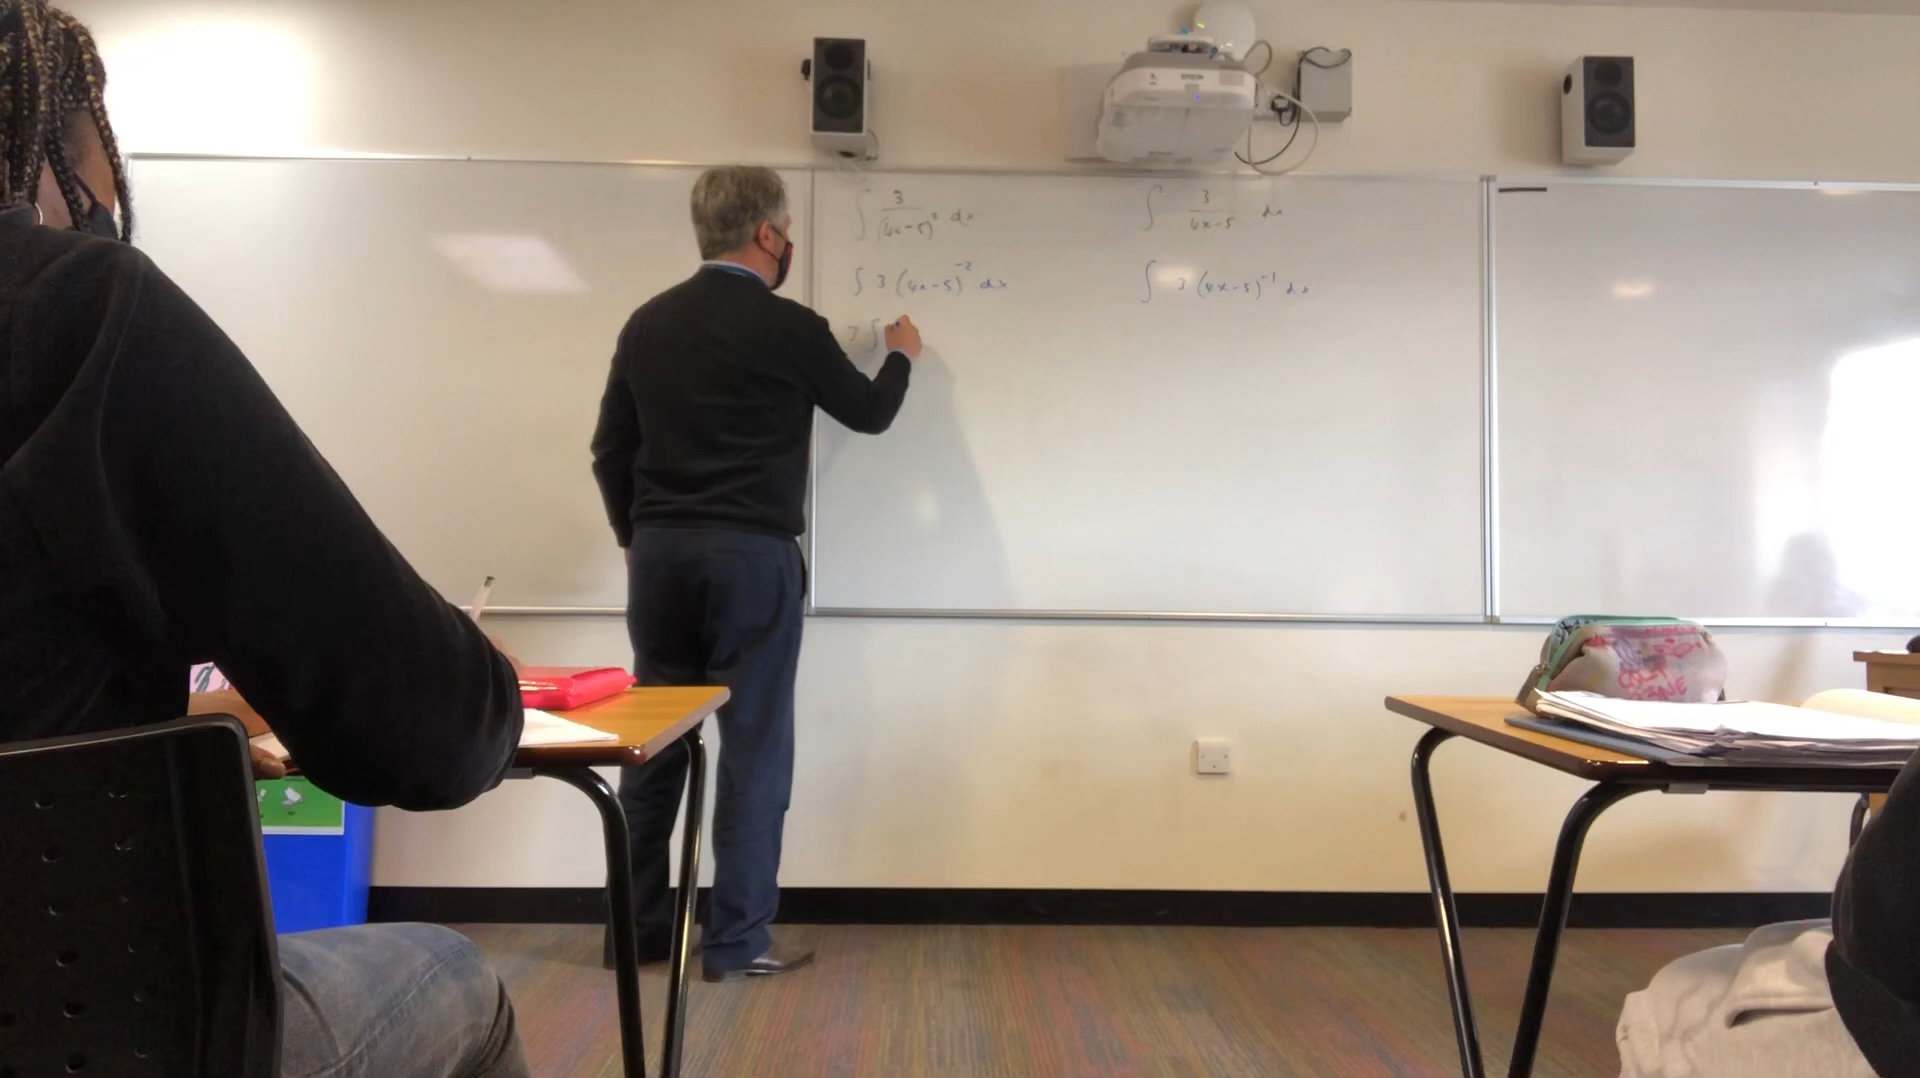 ∫ 3/(4x-5)² dx
∫ 3(4x-5)⁻² dx
3 ∫
∫ 3/(4x-5) dx
∫ 3(4x-5)⁻¹ dx
EPSON